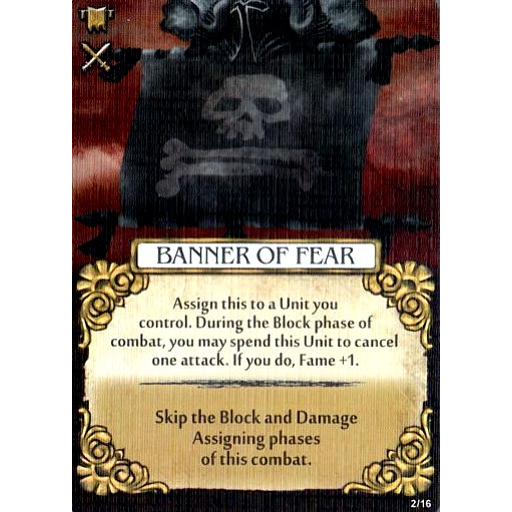 BANNER OF FEAR
Assign this to a Unit you
control. During the Block phase of
combat, you may spend this Unit to cancel
one attack. If you do, Fame +1.
Skip the Block and Damage
Assigning phases
of this combat.
2/16